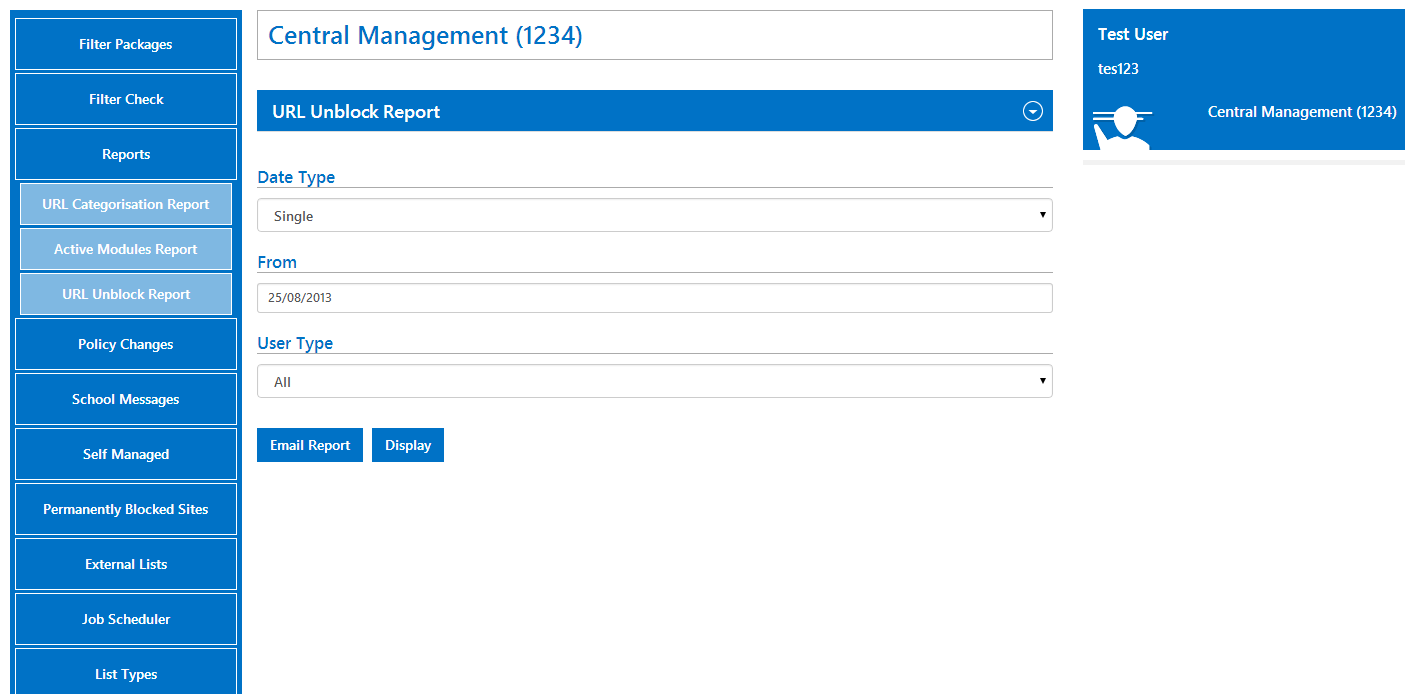 Filter Packages
Filter Check
Reports
URL Categorisation Report
Active Modules Report
URL Unblock Report
Policy Changes
School Messages
Self Managed
Permanently Blocked Sites
External Lists
Job Scheduler
List Types
Central Management (1234)
URL Unblock Report
Date Type
Single
From
25/08/2013
User Type
All
Email Report
Display
Test User
tes123
Central Management (1234)